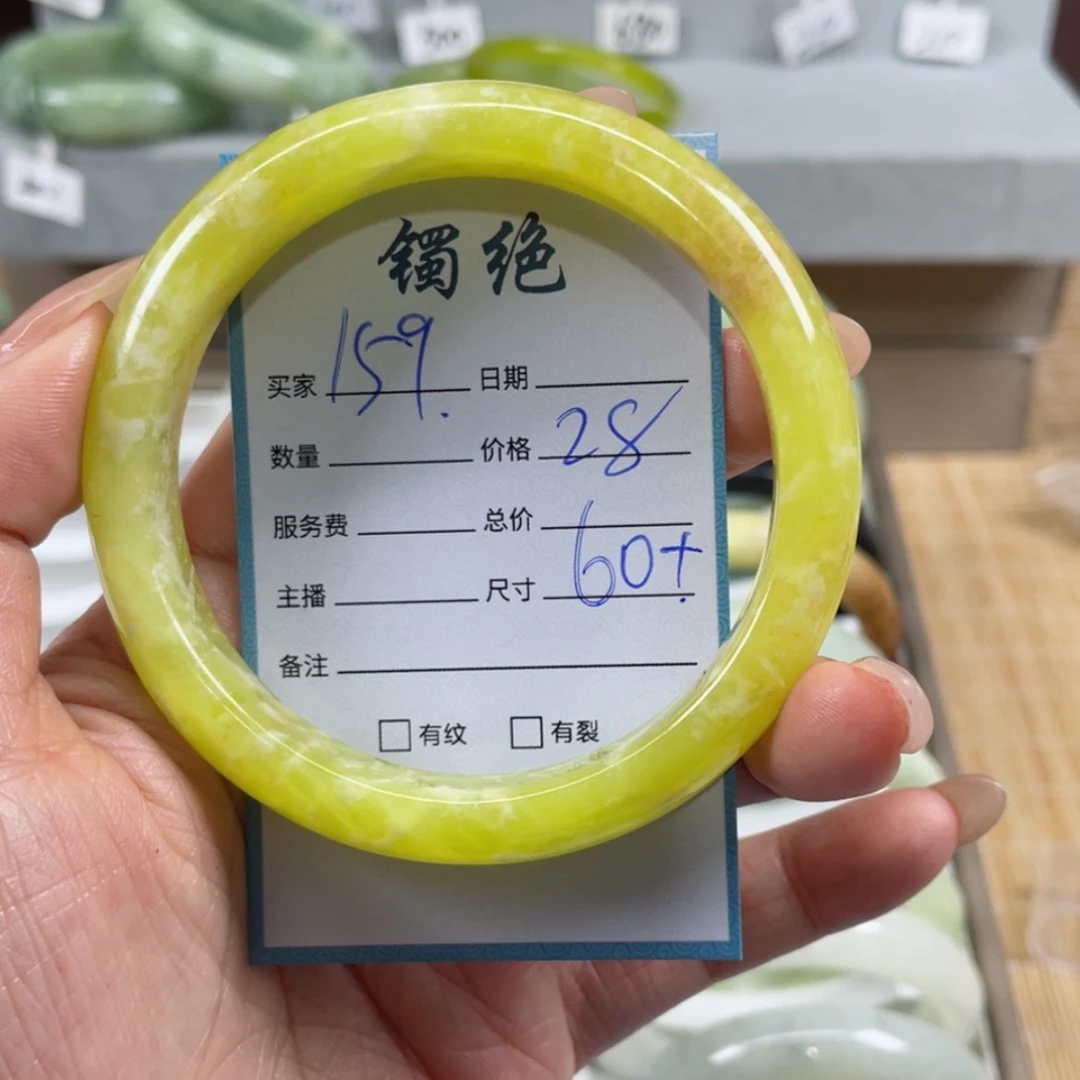 镯绝
买家 159. 日期
数量 价格 28
服务费 总价
主播 尺寸 60+
备注
有纹 有裂